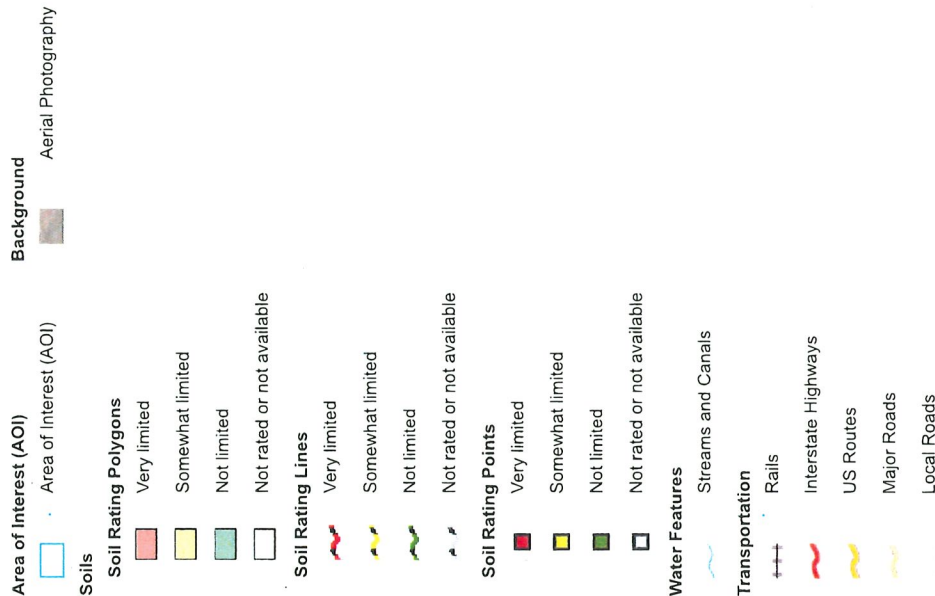 Area of Interest (AOI)
Area of Interest (AOI)
Soils
Soil Rating Polygons
Very limited
Somewhat limited
Not limited
Not rated or not available
Soil Rating Lines
Very limited
Somewhat limited
Not limited
Not rated or not available
Soil Rating Points
Very limited
Somewhat limited
Not limited
Not rated or not available
Water Features
Streams and Canals
Transportation
Rails
Interstate Highways
US Routes
Major Roads
Local Roads
Background
Aerial Photography